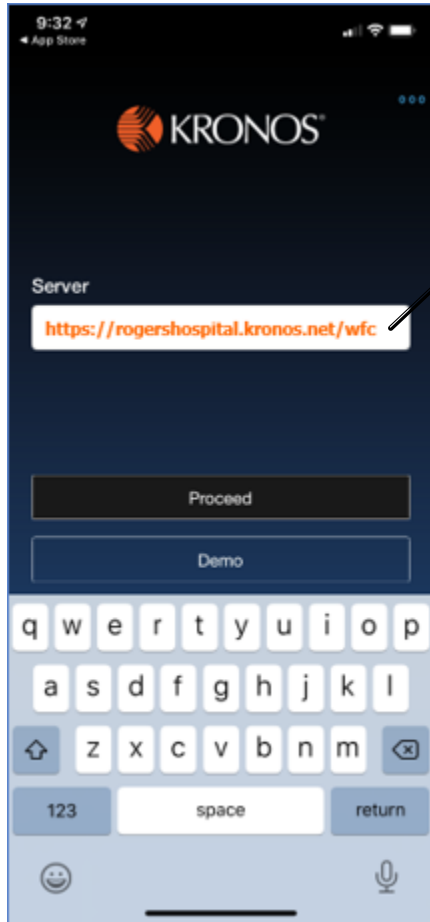 9:32
App Store
KRONOS®
Server
https://rogershospital.kronos.net/wfc
Proceed
Demo
q w e r t y u i o p
a s d f g h j k l
z x c v b n m
123 space return